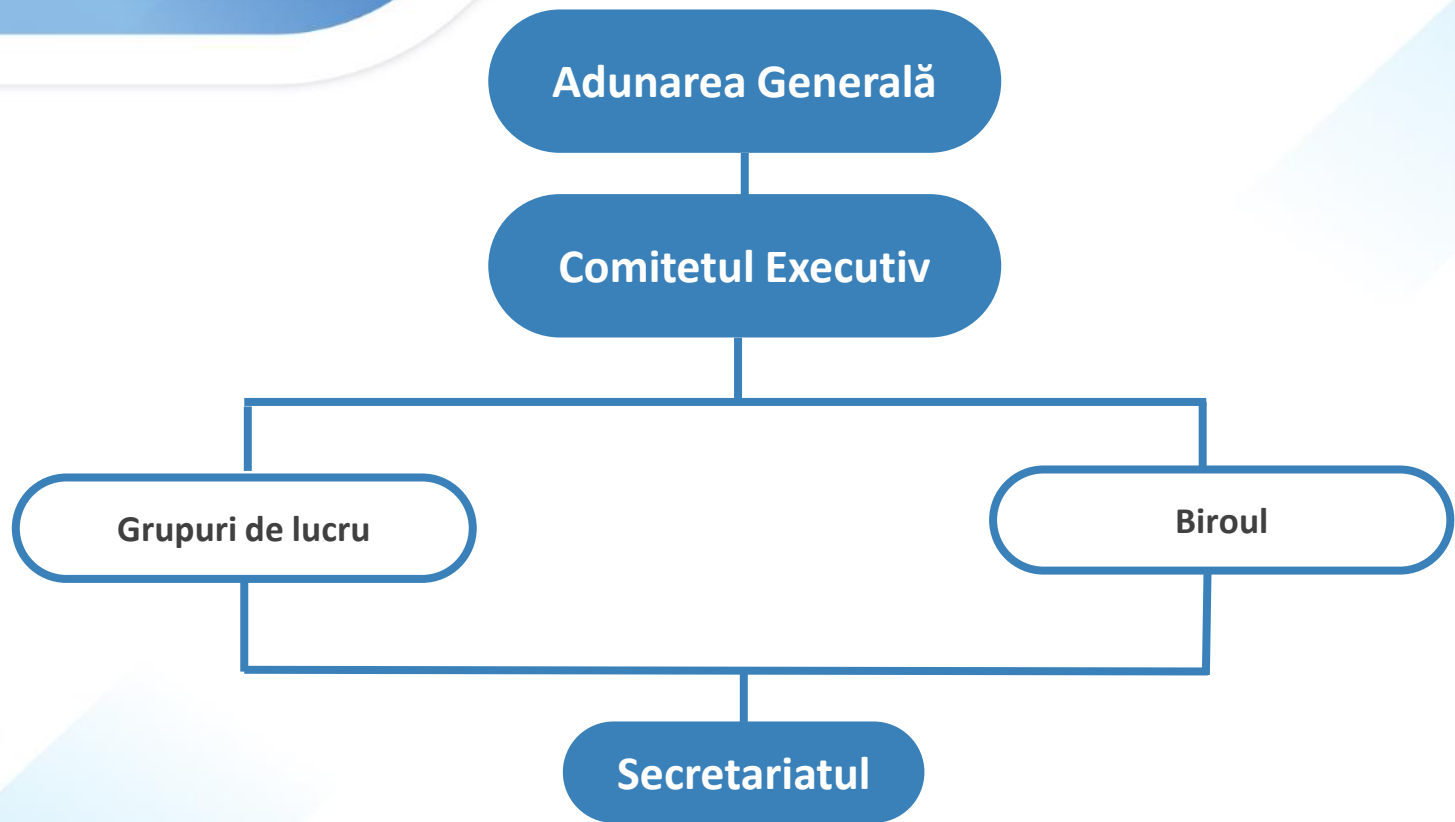 Adunarea Generală
Comitetul Executiv
Grupuri de lucru
Biroul
Secretariatul